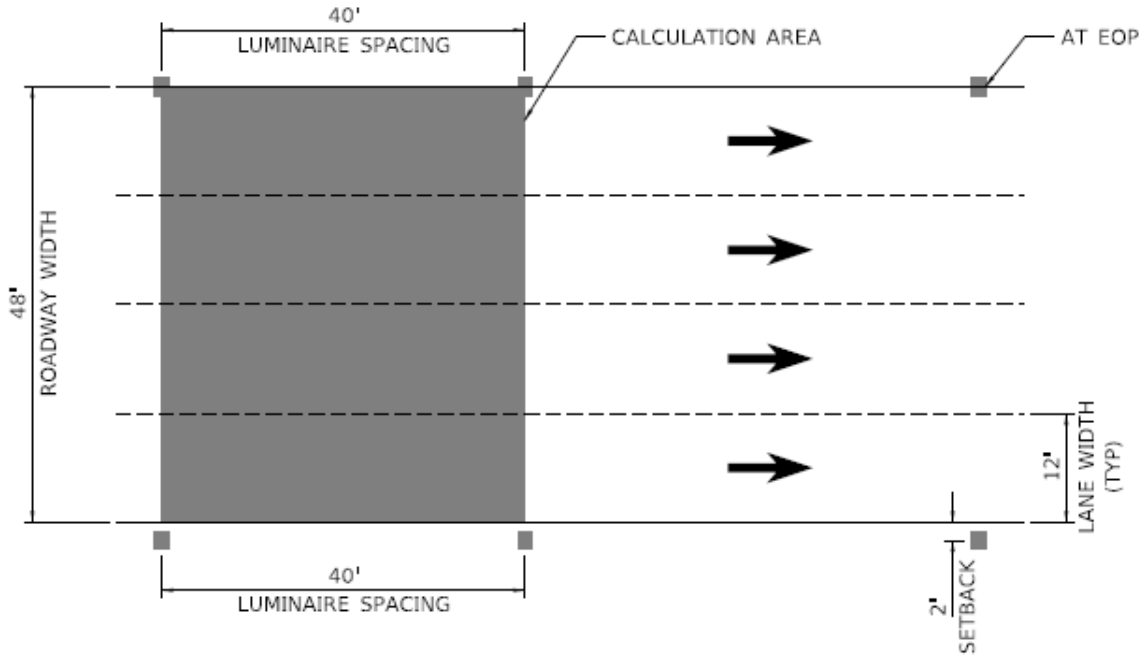 40'
LUMINAIRE SPACING
CALCULATION AREA
AT EOP
48'
ROADWAY WIDTH
12'
LANE WIDTH
(TYP)
40'
LUMINAIRE SPACING
2'
SETBACK